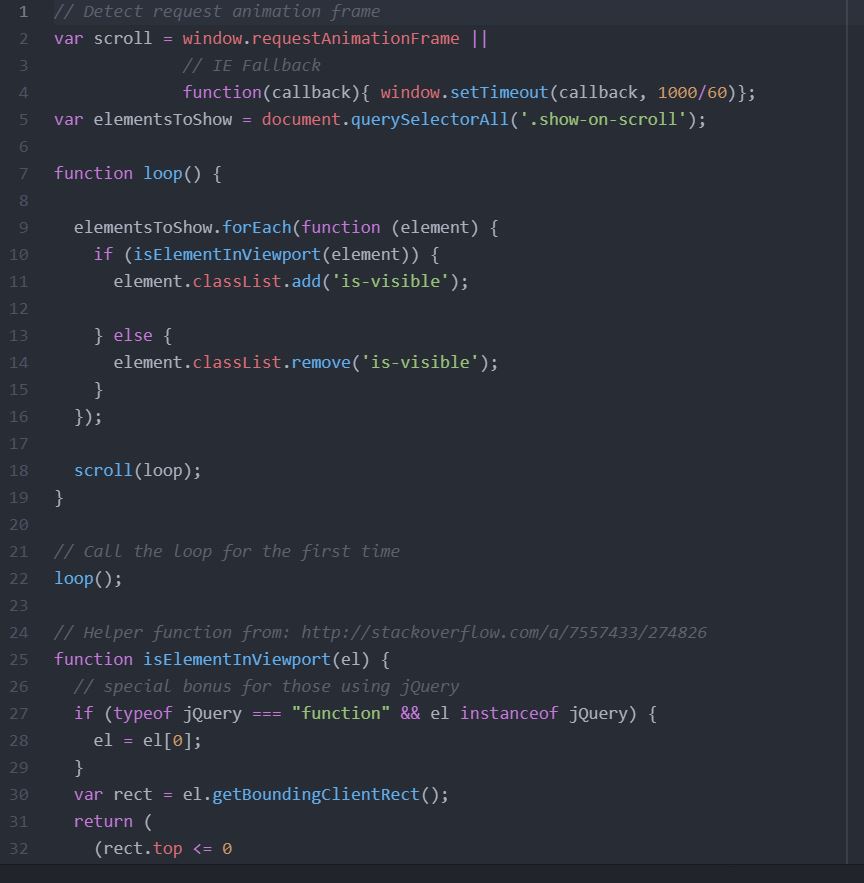 1 // Detect request animation frame
2 var scroll = window.requestAnimationFrame ||
3              // IE Fallback
4              function(callback){ window.setTimeout(callback, 1000/60)};
5 var elementsToShow = document.querySelectorAll('.show-on-scroll');
6
7 function loop() {
8
9   elementsToShow.forEach(function (element) {
10     if (isElementInViewport(element)) {
11       element.classList.add('is-visible');
12
13     } else {
14       element.classList.remove('is-visible');
15     }
16   });
17
18   scroll(loop);
19 }
20
21 // Call the loop for the first time
22 loop();
23
24 // Helper function from: http://stackoverflow.com/a/7557433/274826
25 function isElementInViewport(el) {
26   // special bonus for those using jQuery
27   if (typeof jQuery === "function" && el instanceof jQuery) {
28     el = el[0];
29   }
30   var rect = el.getBoundingClientRect();
31   return (
32     (rect.top <= 0